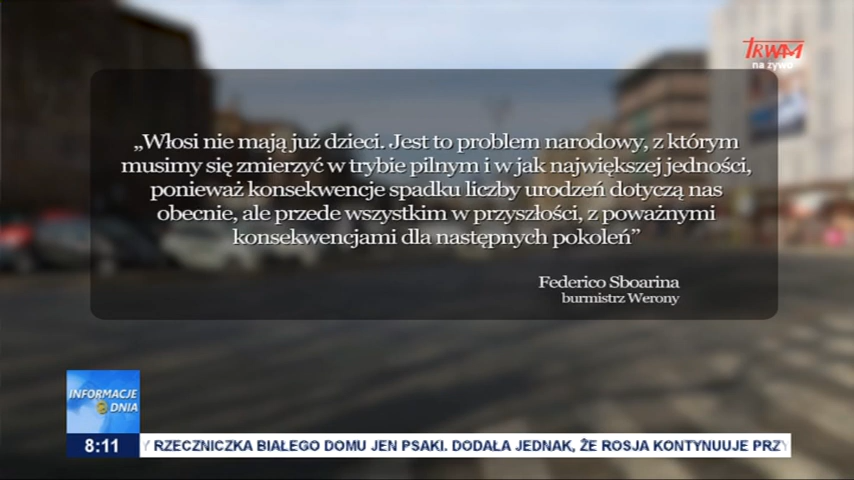 TRWAM
na żywo
„Włosi nie mają już dzieci. Jest to problem narodowy, z którym
musimy się zmierzyć w trybie pilnym i w jak największej jedności,
ponieważ konsekwencje spadku liczby urodzeń dotyczą nas
obecnie, ale przede wszystkim w przyszłości, z poważnymi
konsekwencjami dla następnych pokoleń”
Federico Sboarina
burmistrz Werony
INFORMACJE
DNIA
8:11
Y RZECZNICZKA BIAŁEGO DOMU JEN PSAKI. DODAŁA JEDNAK, ŻE ROSJA KONTYNUUJE PRZY